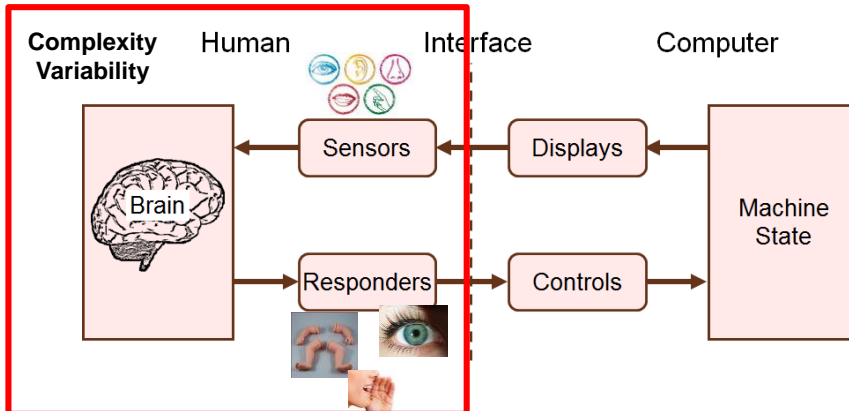 Complexity
Variability
Human
Interface
Computer
Sensors
Displays
Brain
Machine
State
Responders
Controls